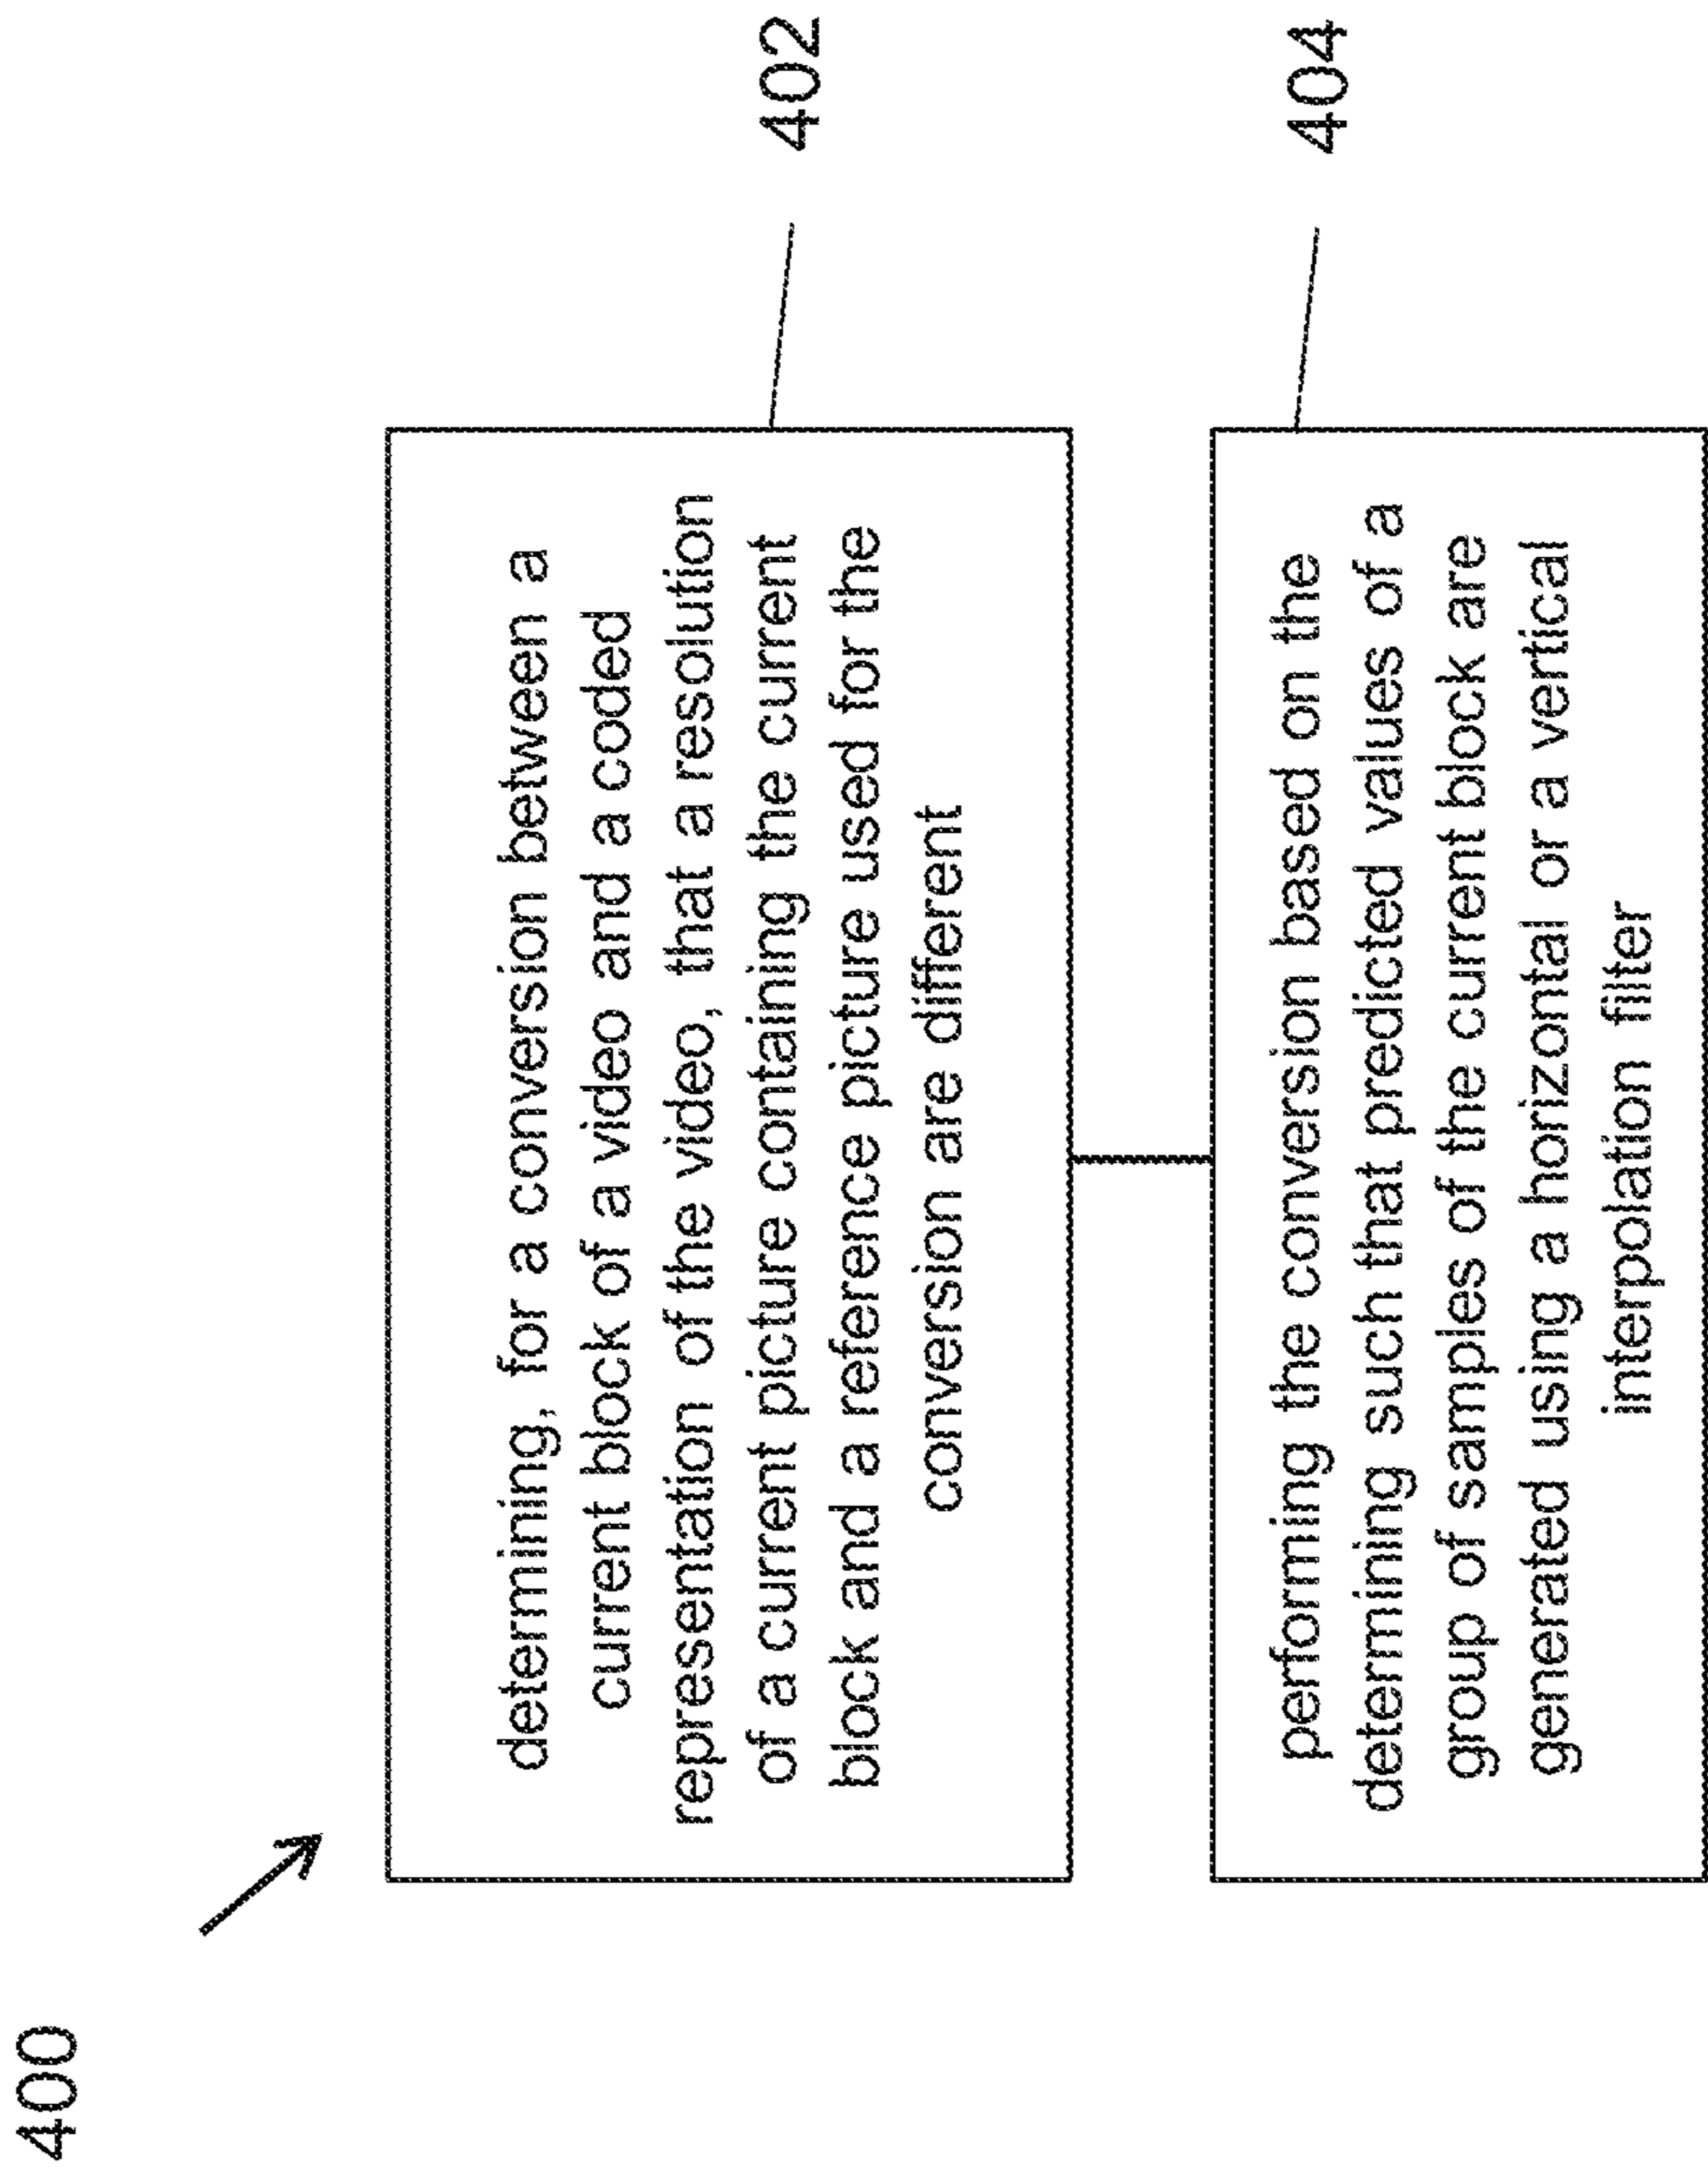 400
determining, for a conversion between a
current block of a video and a coded
representation of the video, that a resolution
of a current picture containing the current
block and a reference picture used for the
conversion are different
402
performing the conversion based on the
determining such that predicted values of a
group of samples of the current block are
generated using a horizontal or a vertical
interpolation filter
404